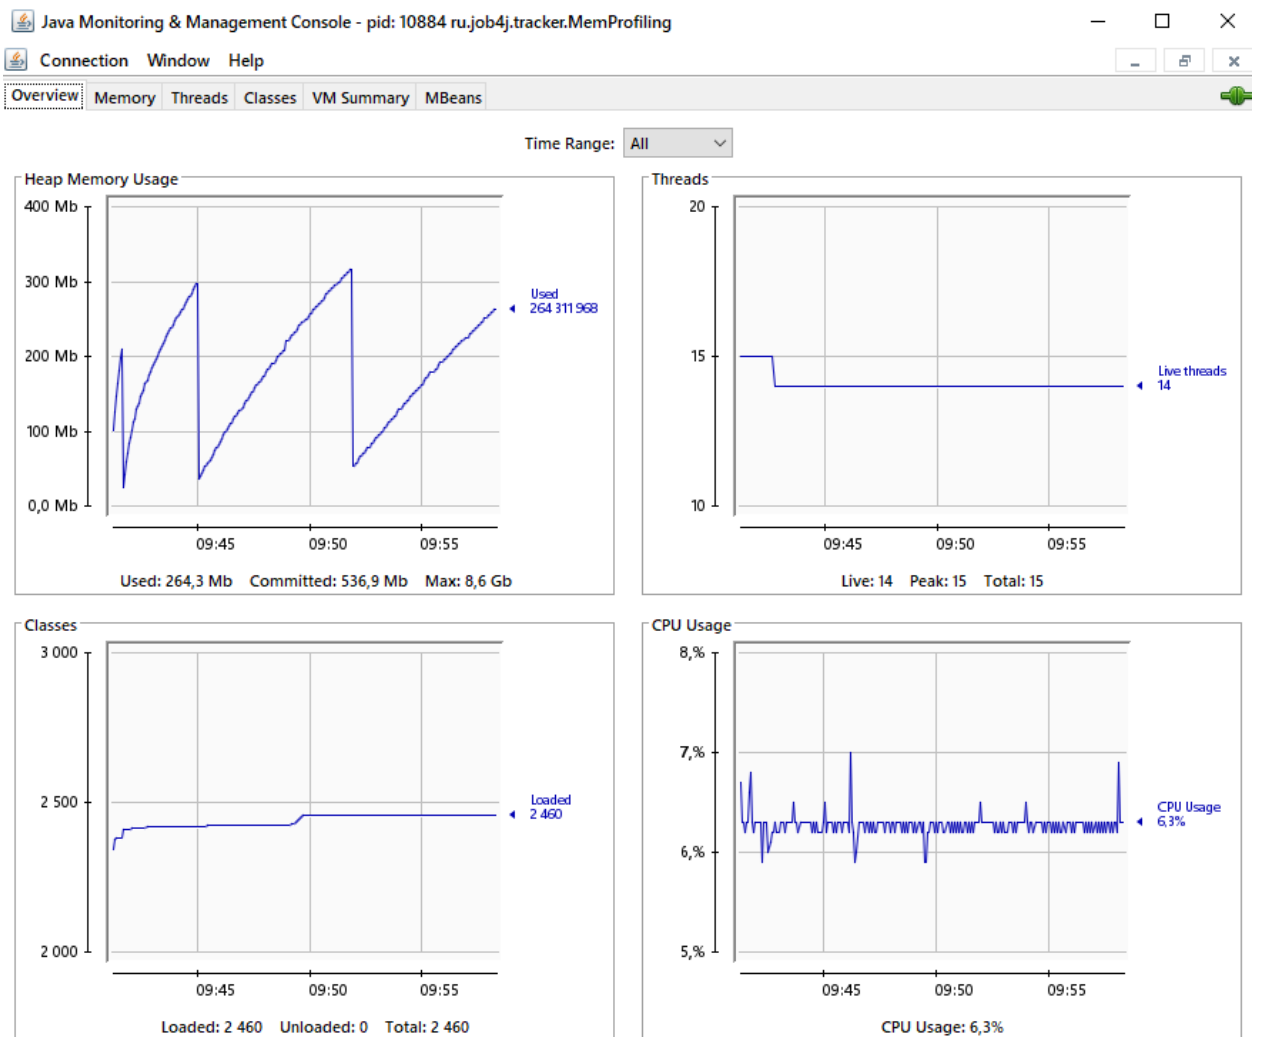 Java Monitoring & Management Console - pid: 10884 ru.job4j.tracker.MemProfiling
Connection Window Help
Overview Memory Threads Classes VM Summary MBeans
Time Range: All
Heap Memory Usage
400 Mb
300 Mb
200 Mb
100 Mb
0,0 Mb
Used
264 311 968
09:45 09:50 09:55
Used: 264,3 Mb Committed: 536,9 Mb Max: 8,6 Gb
Threads
20
15
10
Live threads
14
09:45 09:50 09:55
Live: 14 Peak: 15 Total: 15
Classes
3 000
2 500
2 000
Loaded
2 460
09:45 09:50 09:55
Loaded: 2 460 Unloaded: 0 Total: 2 460
CPU Usage
8,%
7,%
6,%
5,%
CPU Usage
6,3%
09:45 09:50 09:55
CPU Usage: 6,3%